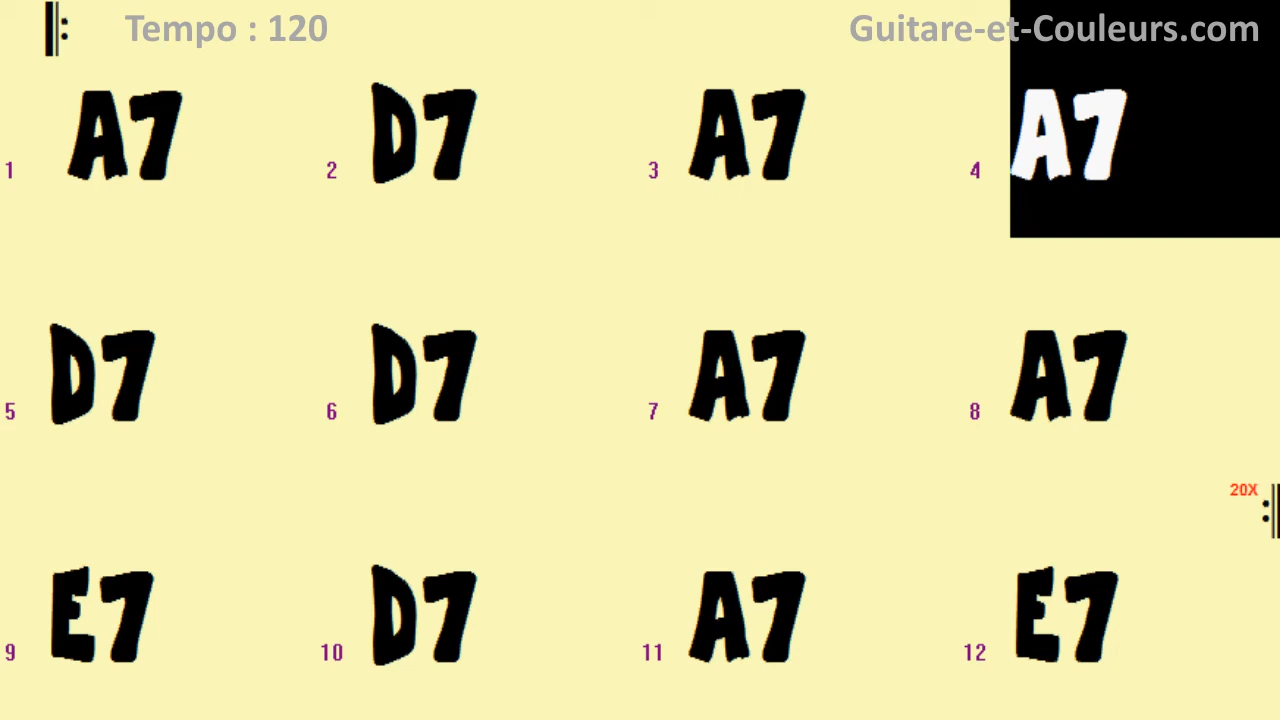 Tempo : 120 Guitare-et-Couleurs.com
1 A7 2 D7 3 A7 4 A7
5 D7 6 D7 7 A7 8 A7
20X
9 E7 10 D7 11 A7 12 E7